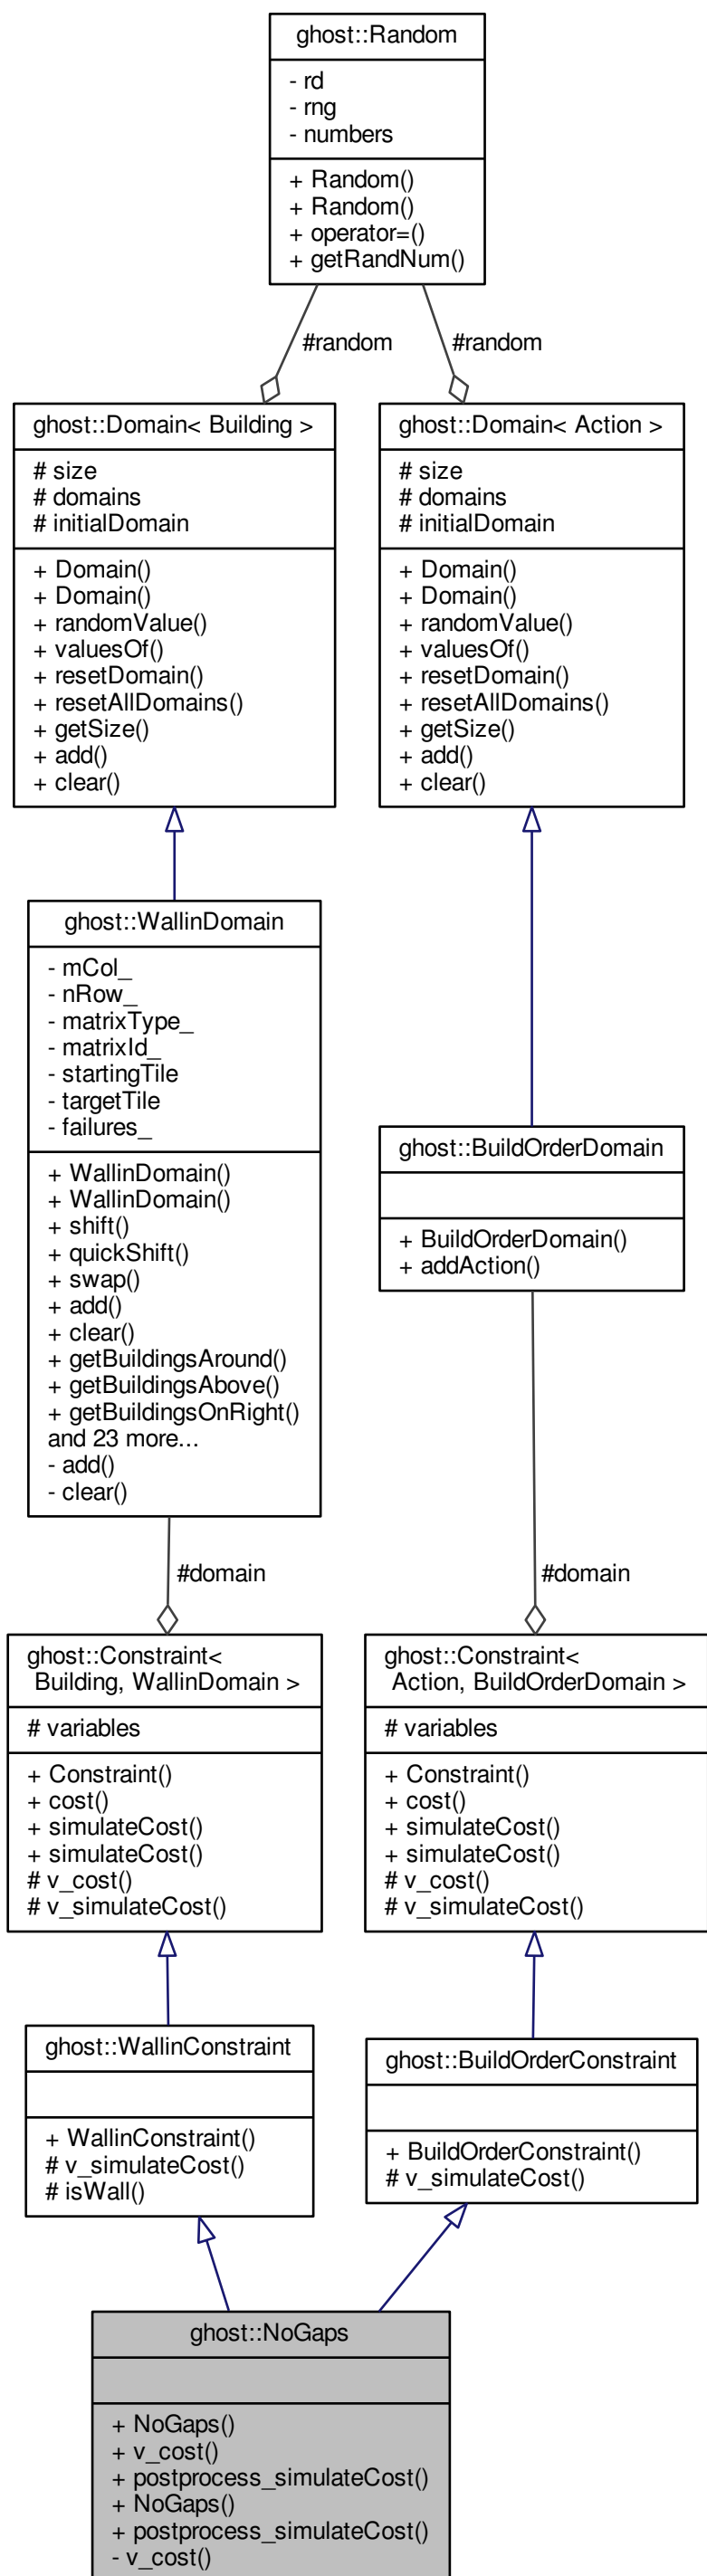 ghost::Random
- rd
- rng
- numbers
+ Random()
+ Random()
+ operator=()
+ getRandNum()
#random
#random
ghost::Domain< Building >
# size
# domains
# initialDomain
+ Domain()
+ Domain()
+ randomValue()
+ valuesOf()
+ resetDomain()
+ resetAllDomains()
+ getSize()
+ add()
+ clear()
ghost::Domain< Action >
# size
# domains
# initialDomain
+ Domain()
+ Domain()
+ randomValue()
+ valuesOf()
+ resetDomain()
+ resetAllDomains()
+ getSize()
+ add()
+ clear()
ghost::WallinDomain
- mCol_
- nRow_
- matrixType_
- matrixId_
- startingTile
- targetTile
- failures_
+ WallinDomain()
+ WallinDomain()
+ shift()
+ quickShift()
+ swap()
+ add()
+ clear()
+ getBuildingsAround()
+ getBuildingsAbove()
+ getBuildingsOnRight()
and 23 more...
- add()
- clear()
ghost::BuildOrderDomain
+ BuildOrderDomain()
+ addAction()
#domain
#domain
ghost::Constraint<
Building, WallinDomain >
# variables
+ Constraint()
+ cost()
+ simulateCost()
+ simulateCost()
# v_cost()
# v_simulateCost()
ghost::Constraint<
Action, BuildOrderDomain >
# variables
+ Constraint()
+ cost()
+ simulateCost()
+ simulateCost()
# v_cost()
# v_simulateCost()
ghost::WallinConstraint
+ WallinConstraint()
# v_simulateCost()
# isWall()
ghost::BuildOrderConstraint
+ BuildOrderConstraint()
# v_simulateCost()
ghost::NoGaps
+ NoGaps()
+ v_cost()
+ postprocess_simulateCost()
+ NoGaps()
+ postprocess_simulateCost()
- v_cost()